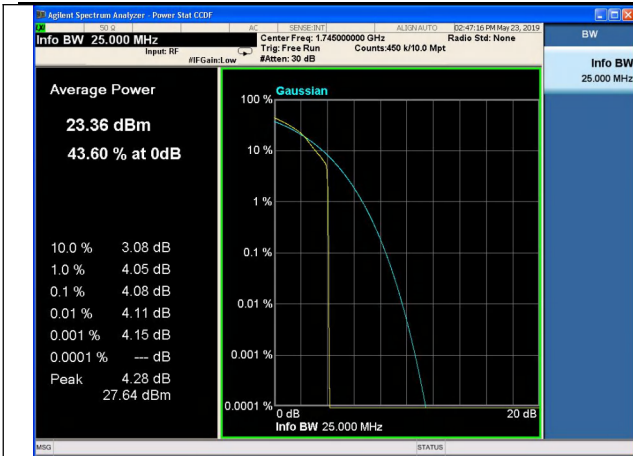 Agilent Spectrum Analyzer - Power Stat CCDF
50 Ω AC SENSE:INT ALIGN AUTO 02:47:16 PM May 23, 2019
Info BW 25.000 MHz
Center Freq: 1.745000000 GHz
Radio Std: None
Input: RF
Trig: Free Run
Counts:450 k/10.0 Mpt
#IFGain:Low
#Atten: 30 dB
BW
Info BW
25.000 MHz
Average Power
23.36 dBm
43.60 % at 0dB
10.0 % 3.08 dB
1.0 % 4.05 dB
0.1 % 4.08 dB
0.01 % 4.11 dB
0.001 % 4.15 dB
0.0001 % --- dB
Peak 4.28 dB
27.64 dBm
Gaussian
100 %
10 %
1 %
0.1 %
0.01 %
0.001 %
0.0001 %
0 dB
20 dB
Info BW 25.000 MHz
MSG
STATUS